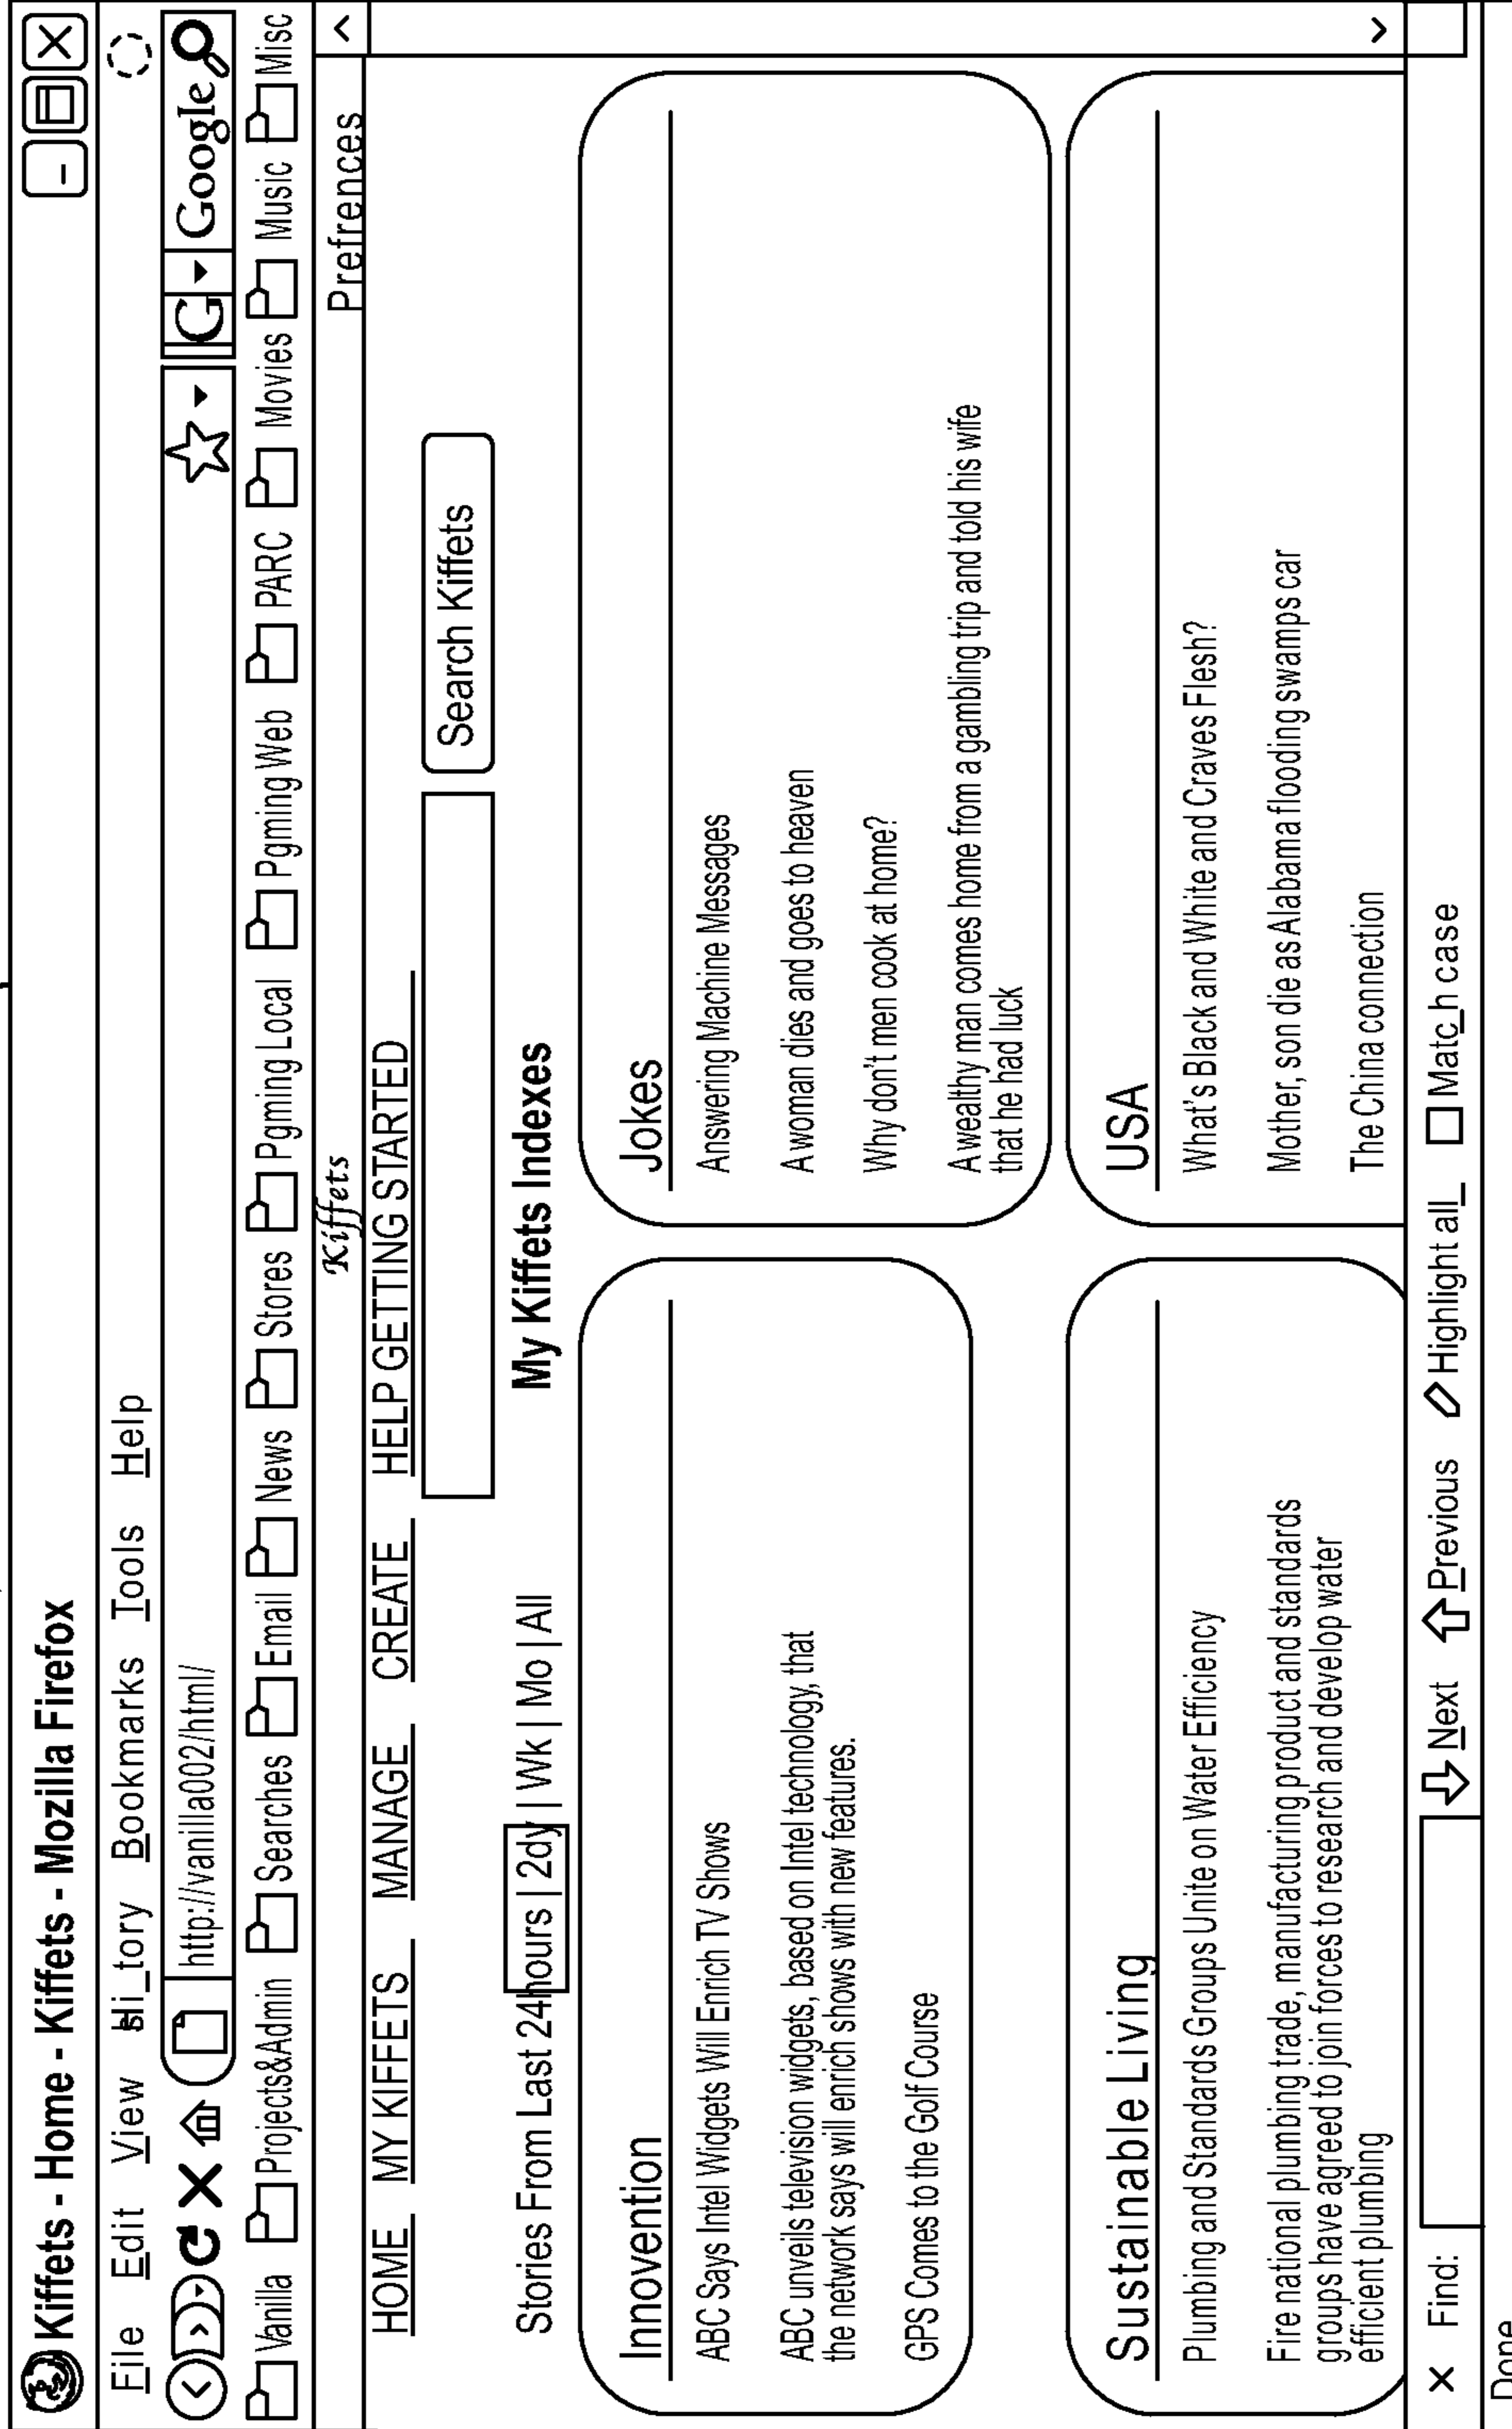 Kiffets - Home - Kiffets - Mozilla Firefox
File Edit View Hi_tory Bookmarks Tools Help
http://vanilla002/html/ G Google
Vanilla Projects&Admin Searches Email News Stores Pgming Local Pgming Web PARC Movies Music Misc
Kiffets Prefrences
HOME MY KIFFETS MANAGE CREATE HELP GETTING STARTED
Search Kiffets
Stories From Last 24hours | 2dy | Wk | Mo | All
My Kiffets Indexes
Innovention
ABC Says Intel Widgets Will Enrich TV Shows
ABC unveils television widgets, based on Intel technology, that
the network says will enrich shows with new features.
GPS Comes to the Golf Course
Jokes
Answering Machine Messages
A woman dies and goes to heaven
Why don't men cook at home?
A wealthy man comes home from a gambling trip and told his wife
that he had luck
Sustainable Living
Plumbing and Standards Groups Unite on Water Efficiency
Fire national plumbing trade, manufacturing product and standards
groups have agreed to join forces to research and develop water
efficient plumbing
USA
What's Black and White and Craves Flesh?
Mother, son die as Alabama flooding swamps car
The China connection
× Find: Next Previous Highlight all_ Matc_h case
Done